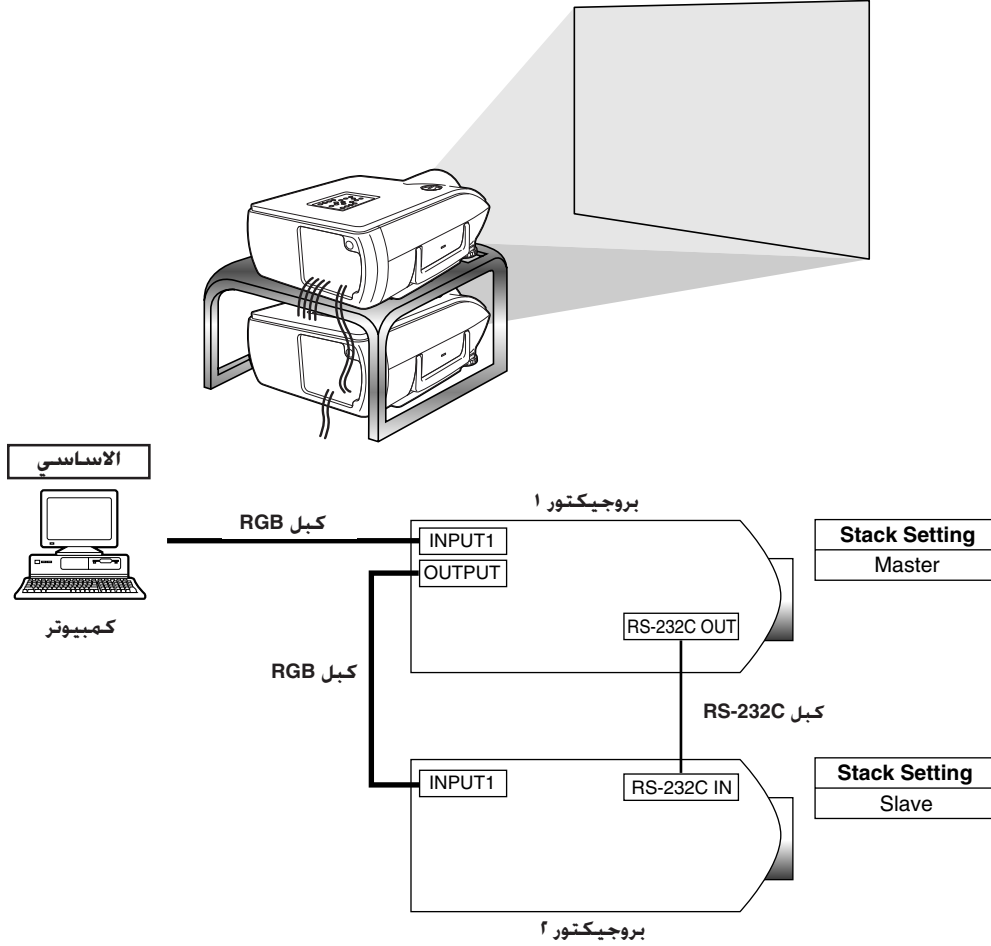 الاساسي
كمبيوتر
كبل RGB
بروجيكتور ١
INPUT1
OUTPUT
RS-232C OUT
Stack Setting
Master
كبل RGB
كبل RS-232C
INPUT1
RS-232C IN
Stack Setting
Slave
بروجيكتور ٢